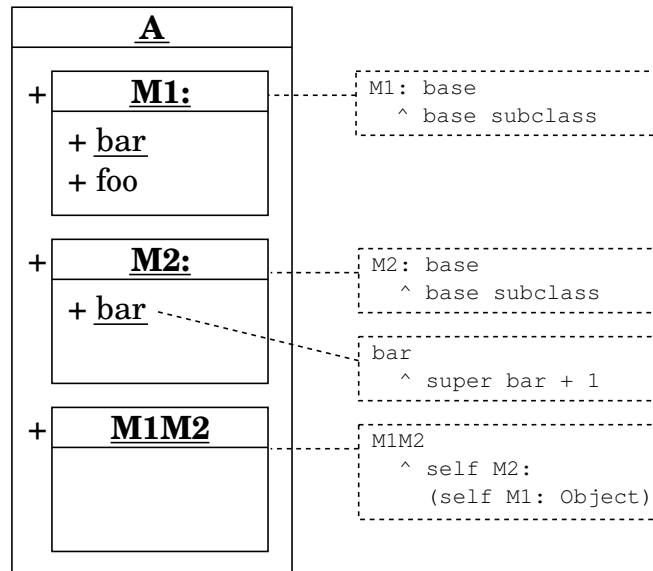 A
+ M1:
+ bar
+ foo
M1: base
^ base subclass
+ M2:
+ bar
M2: base
^ base subclass
bar
^ super bar + 1
+ M1M2
M1M2
^ self M2:
(self M1: Object)